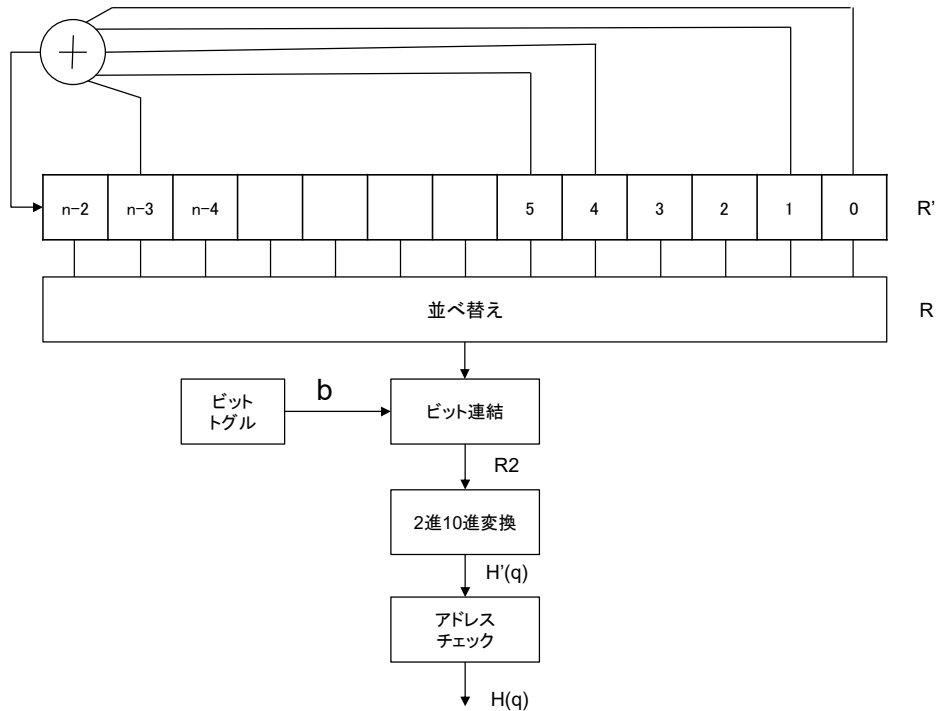 n-2 n-3 n-4 5 4 3 2 1 0 R'
並べ替え R
ビット
トグル
b
ビット連結
R2
2進10進変換
H'(q)
アドレス
チェック
H(q)